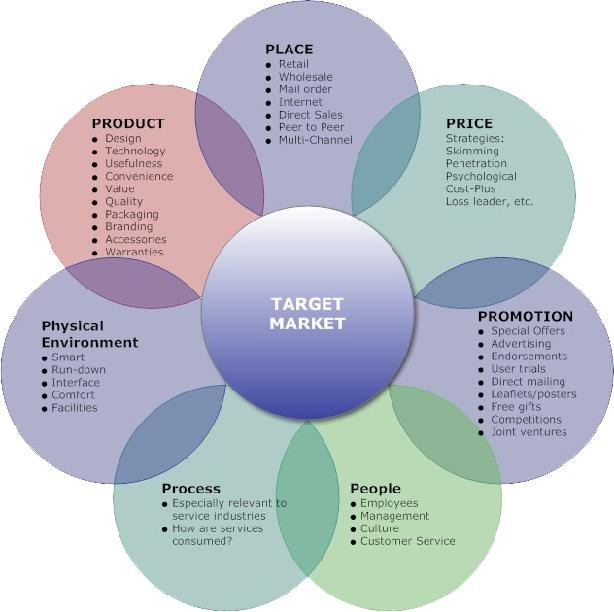 PLACE
Retail
Wholesale
Mail order
Internet
Direct Sales
Peer to Peer
Multi-Channel
PRODUCT
Design
Technology
Usefulness
Convenience
Value
Quality
Packaging
Branding
Accessories
Warranties
PRICE
Strategies:
Skimming
Penetration
Psychological
Cost-Plus
Loss leader, etc.
TARGET
MARKET
Physical
Environment
Smart
Run-down
Interface
Comfort
Facilities
PROMOTION
Special Offers
Advertising
Endorsements
User trials
Direct mailing
Leaflets/posters
Free gifts
Competitions
Joint ventures
Process
Especially relevant to
service industries
How are services
consumed?
People
Employees
Management
Culture
Customer Service